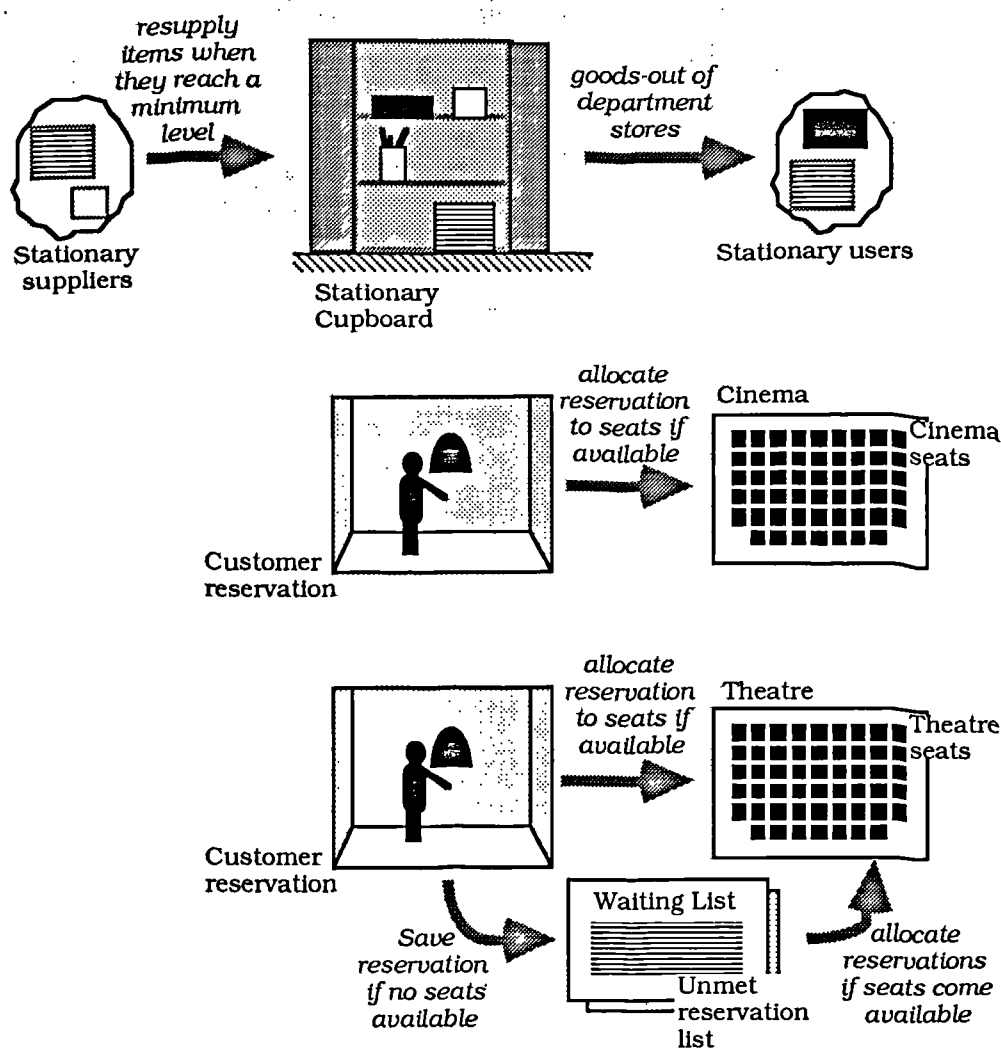 resupply
items when
they reach a
minimum
level
goods-out of
department
stores
Stationary
suppliers
Stationary
Cupboard
Stationary users
allocate
reservation
to seats if
available
Cinema
Cinema
seats
Customer
reservation
allocate
reservation
to seats if
available
Theatre
Theatre
seats
Customer
reservation
Save
reservation
if no seats
available
Waiting List
Unmet
reservation
list
allocate
reservations
if seats come
available